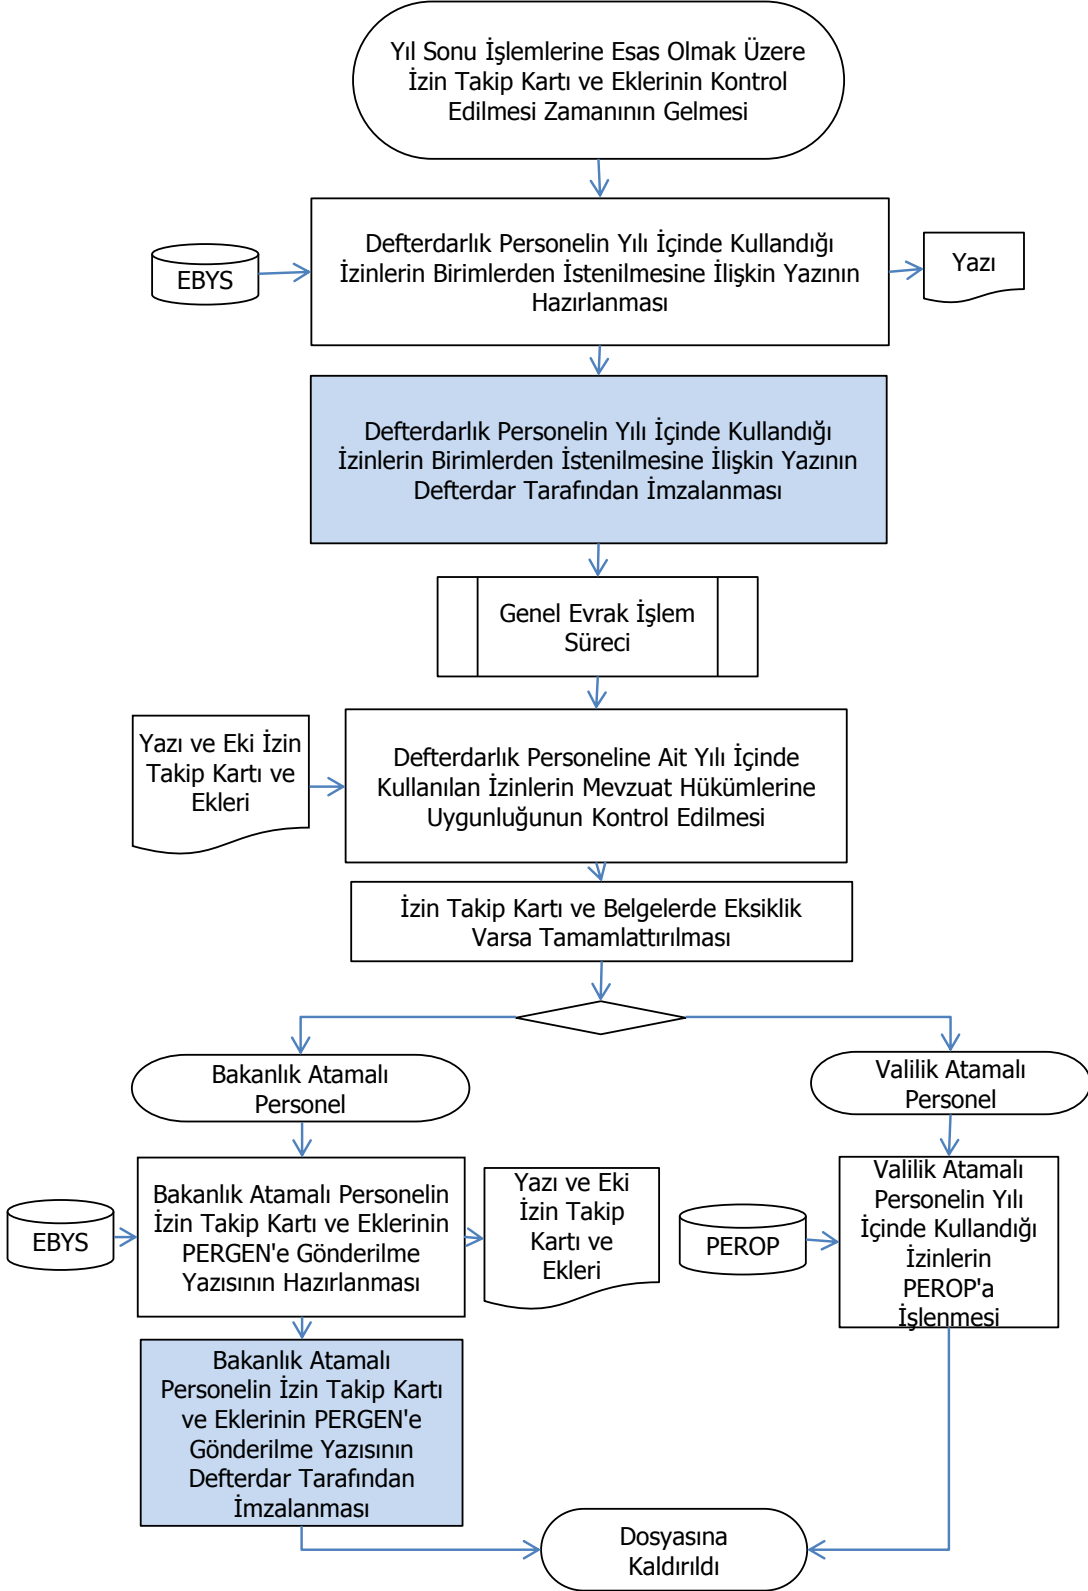 Yıl Sonu İşlemlerine Esas Olmak Üzere
İzin Takip Kartı ve Eklerinin Kontrol
Edilmesi Zamanının Gelmesi
EBYS
Defterdarlık Personelin Yılı İçinde Kullandığı
İzinlerin Birimlerden İstenilmesine İlişkin Yazının
Hazırlanması
Yazı
Defterdarlık Personelin Yılı İçinde Kullandığı
İzinlerin Birimlerden İstenilmesine İlişkin Yazının
Defterdar Tarafından İmzalanması
Genel Evrak İşlem
Süreci
Yazı ve Eki İzin
Takip Kartı ve
Ekleri
Defterdarlık Personeline Ait Yılı İçinde
Kullanılan İzinlerin Mevzuat Hükümlerine
Uygunluğunun Kontrol Edilmesi
İzin Takip Kartı ve Belgelerde Eksiklik
Varsa Tamamlattırılması
Bakanlık Atamalı
Personel
Valilik Atamalı
Personel
EBYS
Bakanlık Atamalı Personelin
İzin Takip Kartı ve Eklerinin
PERGEN'e Gönderilme
Yazısının Hazırlanması
Yazı ve Eki
İzin Takip
Kartı ve
Ekleri
PEROP
Valilik Atamalı
Personelin Yılı
İçinde Kullandığı
İzinlerin
PEROP'a
İşlenmesi
Bakanlık Atamalı
Personelin İzin Takip Kartı
ve Eklerinin PERGEN'e
Gönderilme Yazısının
Defterdar Tarafından
İmzalanması
Dosyasına
Kaldırıldı